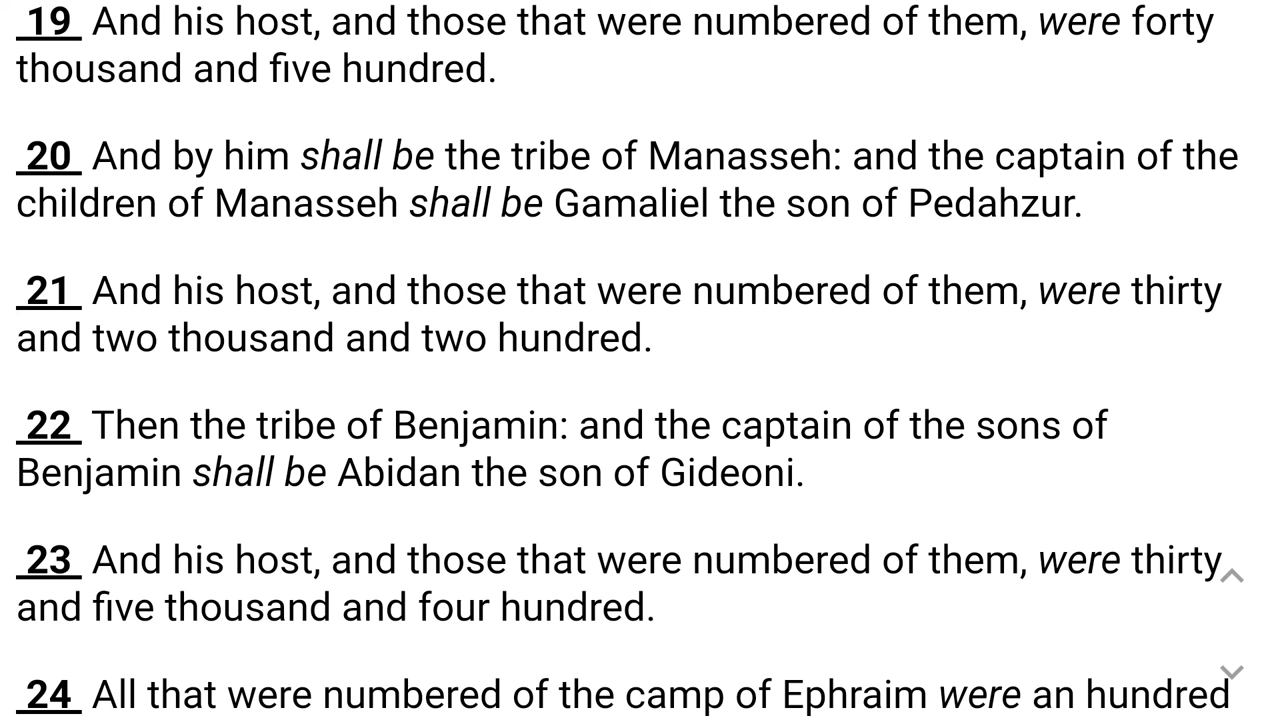 19 And his host, and those that were numbered of them, were forty
thousand and five hundred.
20 And by him shall be the tribe of Manasseh: and the captain of the
children of Manasseh shall be Gamaliel the son of Pedahzur.
21 And his host, and those that were numbered of them, were thirty
and two thousand and two hundred.
22 Then the tribe of Benjamin: and the captain of the sons of
Benjamin shall be Abidan the son of Gideoni.
23 And his host, and those that were numbered of them, were thirty
and five thousand and four hundred.
24 All that were numbered of the camp of Ephraim were an hundred